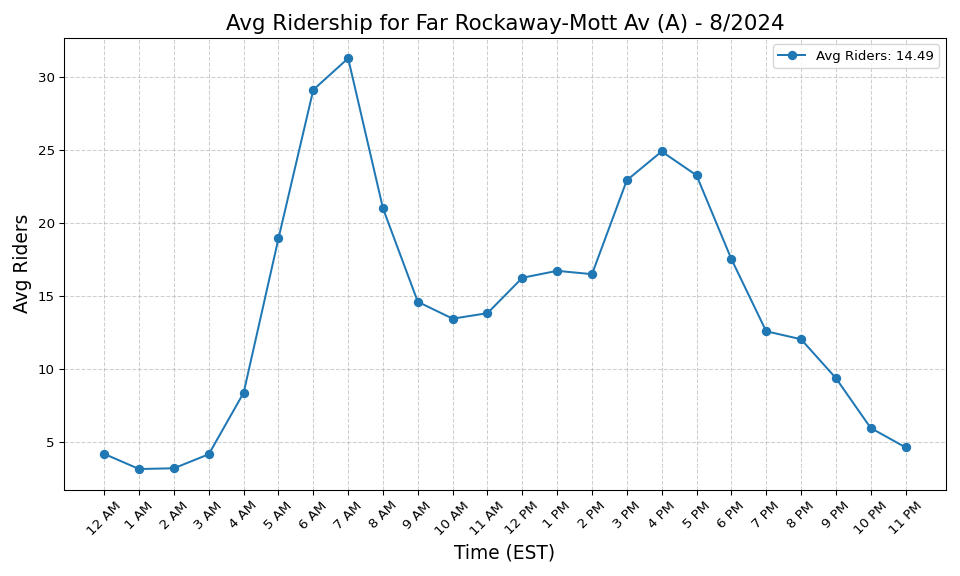 Avg Ridership for Far Rockaway-Mott Av (A) - 8/2024
Avg Riders: 14.49
Avg Riders
30
25
20
15
10
5
12 AM
1 AM
2 AM
3 AM
4 AM
5 AM
6 AM
7 AM
8 AM
9 AM
10 AM
11 AM
12 PM
1 PM
2 PM
3 PM
4 PM
5 PM
6 PM
7 PM
8 PM
9 PM
10 PM
11 PM
Time (EST)